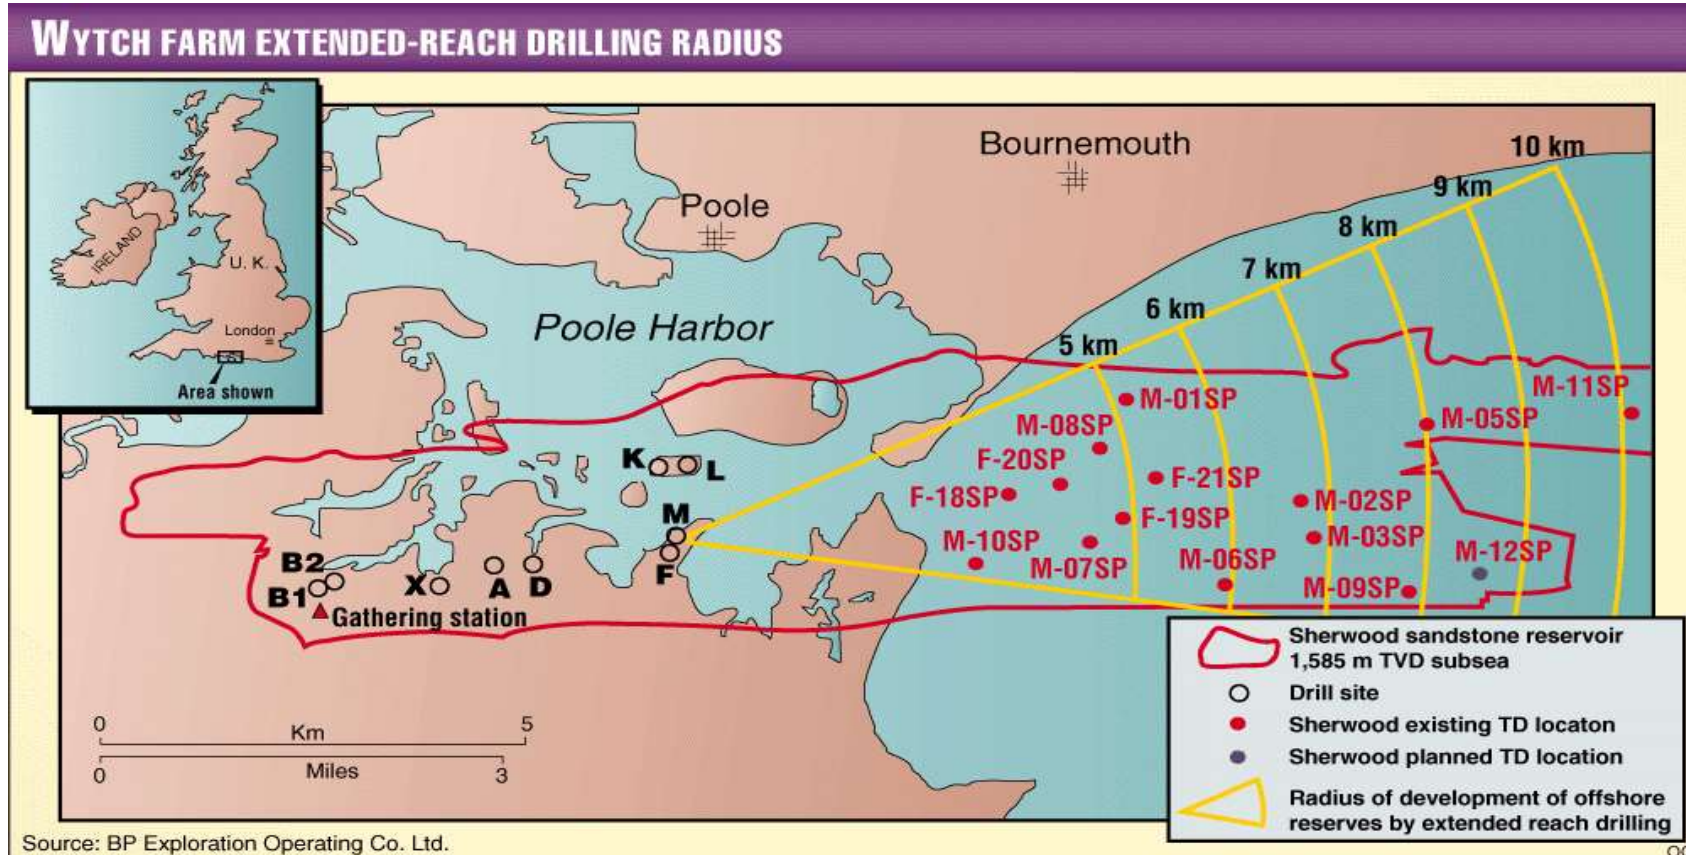 WYTCH FARM EXTENDED-REACH DRILLING RADIUS
IRELAND
U. K.
London
Area shown
Bournemouth
Poole
Poole Harbor
10 km
9 km
8 km
7 km
6 km
5 km
M-11SP
M-01SP
M-05SP
M-08SP
F-20SP
F-21SP
F-18SP
M-02SP
F-19SP
M-03SP
M-10SP
M-07SP
M-06SP
M-12SP
M-09SP
K
L
M
F
B2
B1
X
A
D
Gathering station
0
5
Km
0
3
Miles
Sherwood sandstone reservoir
1,585 m TVD subsea
Drill site
Sherwood existing TD locaton
Sherwood planned TD location
Radius of development of offshore
reserves by extended reach drilling
Source: BP Exploration Operating Co. Ltd.